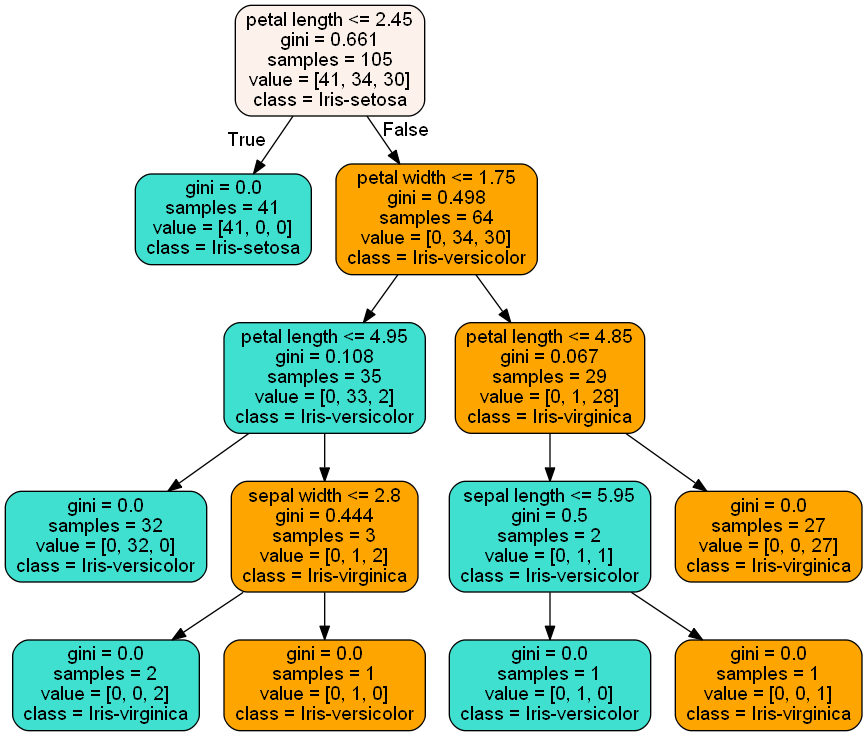 petal length <= 2.45
gini = 0.661
samples = 105
value = [41, 34, 30]
class = Iris-setosa
True
False
gini = 0.0
samples = 41
value = [41, 0, 0]
class = Iris-setosa
petal width <= 1.75
gini = 0.498
samples = 64
value = [0, 34, 30]
class = Iris-versicolor
petal length <= 4.95
gini = 0.108
samples = 35
value = [0, 33, 2]
class = Iris-versicolor
petal length <= 4.85
gini = 0.067
samples = 29
value = [0, 1, 28]
class = Iris-virginica
gini = 0.0
samples = 32
value = [0, 32, 0]
class = Iris-versicolor
sepal width <= 2.8
gini = 0.444
samples = 3
value = [0, 1, 2]
class = Iris-virginica
sepal length <= 5.95
gini = 0.5
samples = 2
value = [0, 1, 1]
class = Iris-versicolor
gini = 0.0
samples = 27
value = [0, 0, 27]
class = Iris-virginica
gini = 0.0
samples = 2
value = [0, 0, 2]
class = Iris-virginica
gini = 0.0
samples = 1
value = [0, 1, 0]
class = Iris-versicolor
gini = 0.0
samples = 1
value = [0, 1, 0]
class = Iris-versicolor
gini = 0.0
samples = 1
value = [0, 0, 1]
class = Iris-virginica